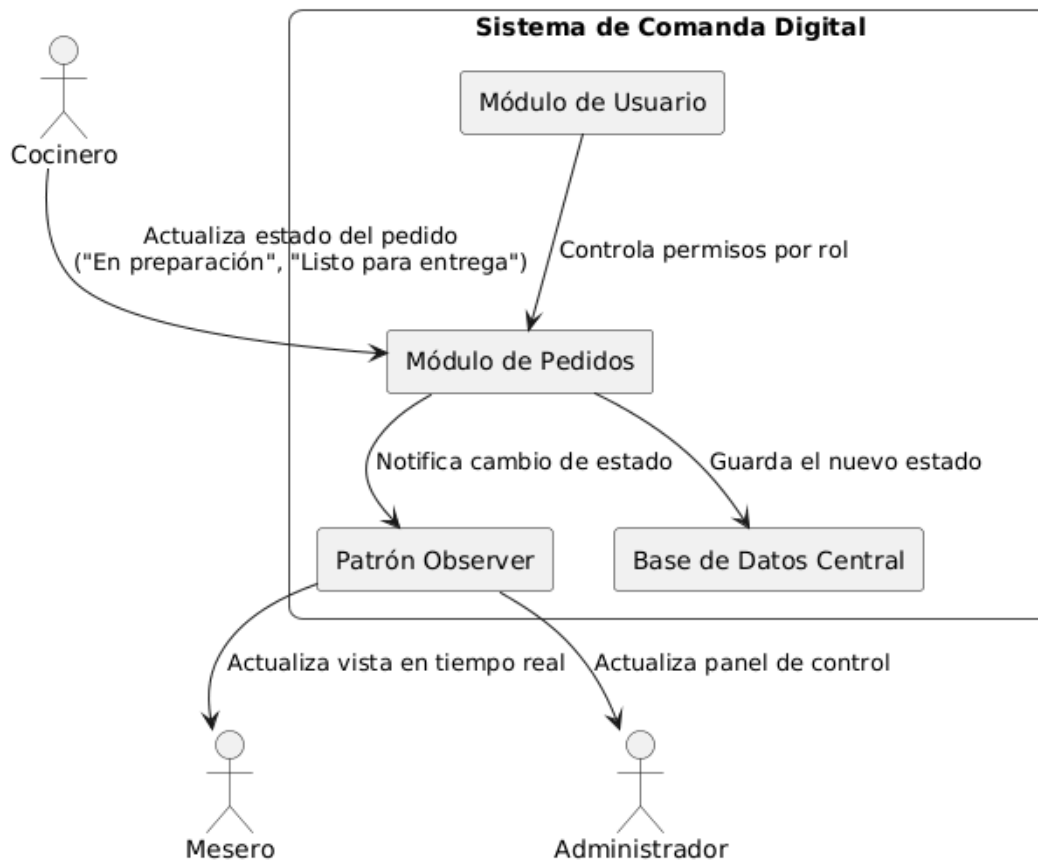 Sistema de Comanda Digital
Módulo de Usuario
Cocinero
Actualiza estado del pedido
("En preparación", "Listo para entrega")
Controla permisos por rol
Módulo de Pedidos
Notifica cambio de estado
Guarda el nuevo estado
Patrón Observer
Base de Datos Central
Actualiza vista en tiempo real
Actualiza panel de control
Mesero
Administrador